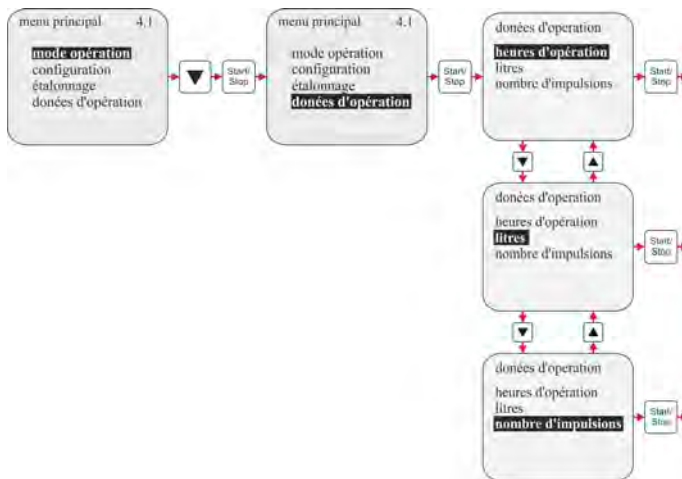 menu principal 4.1
mode opération
configuration
étalonnage
donées d'opération
Start/
Stop
menu principal 4.1
mode opération
configuration
étalonnage
donées d'opération
Start/
Stop
donées d'operation
heures d'opération
litres
nombre d'impulsions
Start/
Stop
donées d'operation
heures d'opération
litres
nombre d'impulsions
Start/
Stop
donées d'operation
heures d'opération
litres
nombre d'impulsions
Start/
Stop